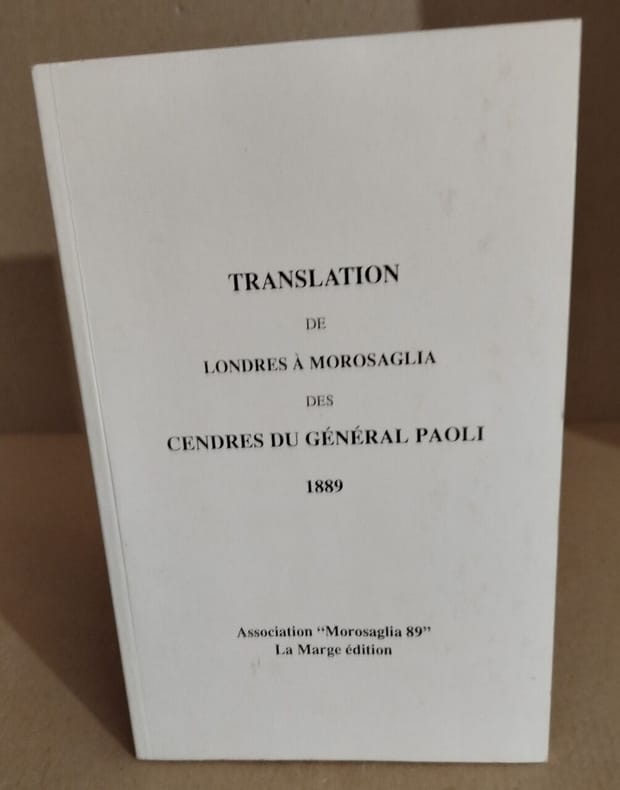 TRANSLATION
DE
LONDRES À MOROSAGLIA
DES
CENDRES DU GÉNÉRAL PAOLI
1889
Association “Morosaglia 89”
La Marge édition